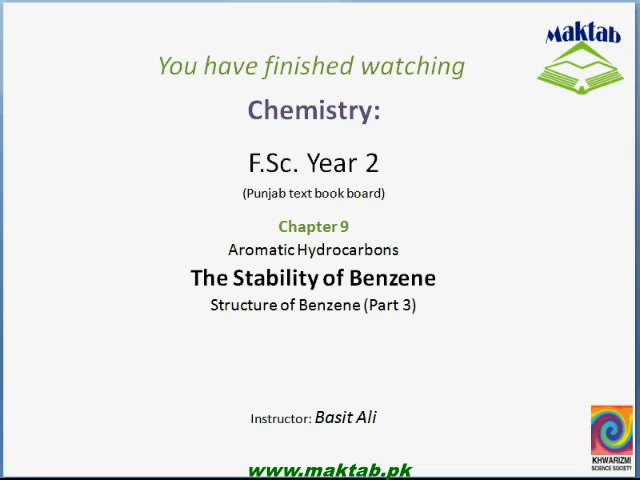 Maktab
You have finished watching
Chemistry:
F.Sc. Year 2
(Punjab text book board)
Chapter 9
Aromatic Hydrocarbons
The Stability of Benzene
Structure of Benzene (Part 3)
Instructor: Basit Ali
KHWARIZMI
SCIENCE SOCIETY
www.maktab.pk